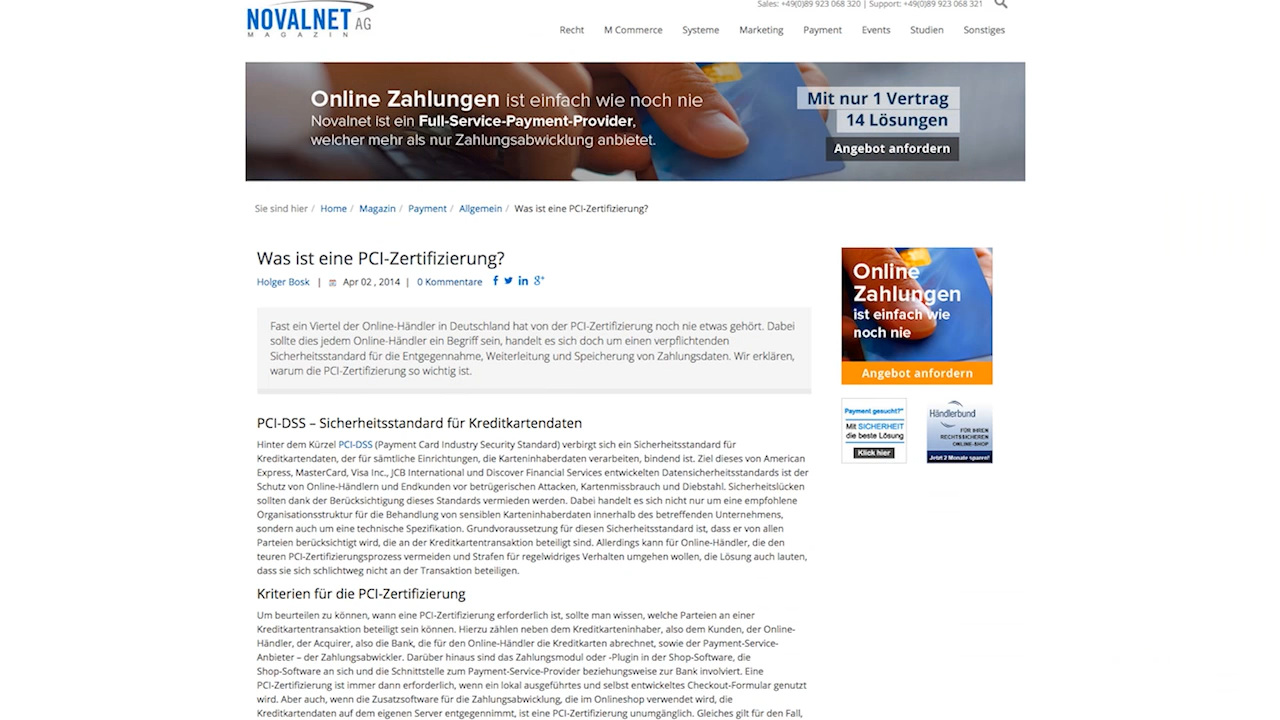 NOVALNET AG
MAGAZIN
Sales: +49(0)89 923 068 320 | Support: +49(0)89 923 068 321
Recht M Commerce Systeme Marketing Payment Events Studien Sonstiges
Online Zahlungen ist einfach wie noch nie
Novalnet ist ein Full-Service-Payment-Provider,
welcher mehr als nur Zahlungsabwicklung anbietet.
Mit nur 1 Vertrag
14 Lösungen
Angebot anfordern
Sie sind hier / Home / Magazin / Payment / Allgemein / Was ist eine PCI-Zertifizierung?
Was ist eine PCI-Zertifizierung?
Holger Bosk | Apr 02 , 2014 | 0 Kommentare
Fast ein Viertel der Online-Händler in Deutschland hat von der PCI-Zertifizierung noch nie etwas gehört. Dabei
sollte dies jedem Online-Händler ein Begriff sein, handelt es sich doch um einen verpflichtenden
Sicherheitsstandard für die Entgegennahme, Weiterleitung und Speicherung von Zahlungsdaten. Wir erklären,
warum die PCI-Zertifizierung so wichtig ist.
PCI-DSS – Sicherheitsstandard für Kreditkartendaten
Hinter dem Kürzel PCI-DSS (Payment Card Industry Security Standard) verbirgt sich ein Sicherheitsstandard für
Kreditkartendaten, der für sämtliche Einrichtungen, die Karteninhaberdaten verarbeiten, bindend ist. Ziel dieses von American
Express, MasterCard, Visa Inc., JCB International und Discover Financial Services entwickelten Datensicherheitsstandards ist der
Schutz von Online-Händlern und Endkunden vor betrügerischen Attacken, Kartenmissbrauch und Diebstahl. Sicherheitslücken
sollten dank der Berücksichtigung dieses Standards vermieden werden. Dabei handelt es sich nicht nur um eine empfohlene
Organisationsstruktur für die Behandlung von sensiblen Karteninhaberdaten innerhalb des betreffenden Unternehmens,
sondern auch um eine technische Spezifikation. Grundvoraussetzung für diesen Sicherheitsstandard ist, dass er von allen
Parteien berücksichtigt wird, die an der Kreditkartentransaktion beteiligt sind. Allerdings kann für Online-Händler, die den
teuren PCI-Zertifizierungsprozess vermeiden und Strafen für regelwidriges Verhalten umgehen wollen, die Lösung auch lauten,
dass sie sich schlichtweg nicht an der Transaktion beteiligen.
Kriterien für die PCI-Zertifizierung
Um beurteilen zu können, wann eine PCI-Zertifizierung erforderlich ist, sollte man wissen, welche Parteien an einer
Kreditkartentransaktion beteiligt sein können. Hierzu zählen neben dem Kreditkarteninhaber, also dem Kunden, der Online-
Händler, der Acquirer, also die Bank, die für den Online-Händler die Kreditkarten abrechnet, sowie der Payment-Service-
Anbieter – der Zahlungsabwickler. Darüber hinaus sind das Zahlungsmodul oder -Plugin in der Shop-Software, die
Shop-Software an sich und die Schnittstelle zum Payment-Service-Provider beziehungsweise zur Bank involviert. Eine
PCI-Zertifizierung ist immer dann erforderlich, wenn ein lokal ausgeführtes und selbst entwickeltes Checkout-Formular genutzt
wird. Aber auch, wenn die Zusatzsoftware für die Zahlungsabwicklung, die im Onlineshop verwendet wird, die
Kreditkartendaten auf dem eigenen Server entgegennimmt, ist eine PCI-Zertifizierung unumgänglich. Gleiches gilt für den Fall,
Online
Zahlungen
ist einfach wie
noch nie
Angebot anfordern
Payment gesucht?"
Mit SICHERHEIT
die beste Lösung
Klick hier
Händlerbund
FÜR IHREN
RECHTSSICHEREN
ONLINE-SHOP
Jetzt 2 Monate sparen!